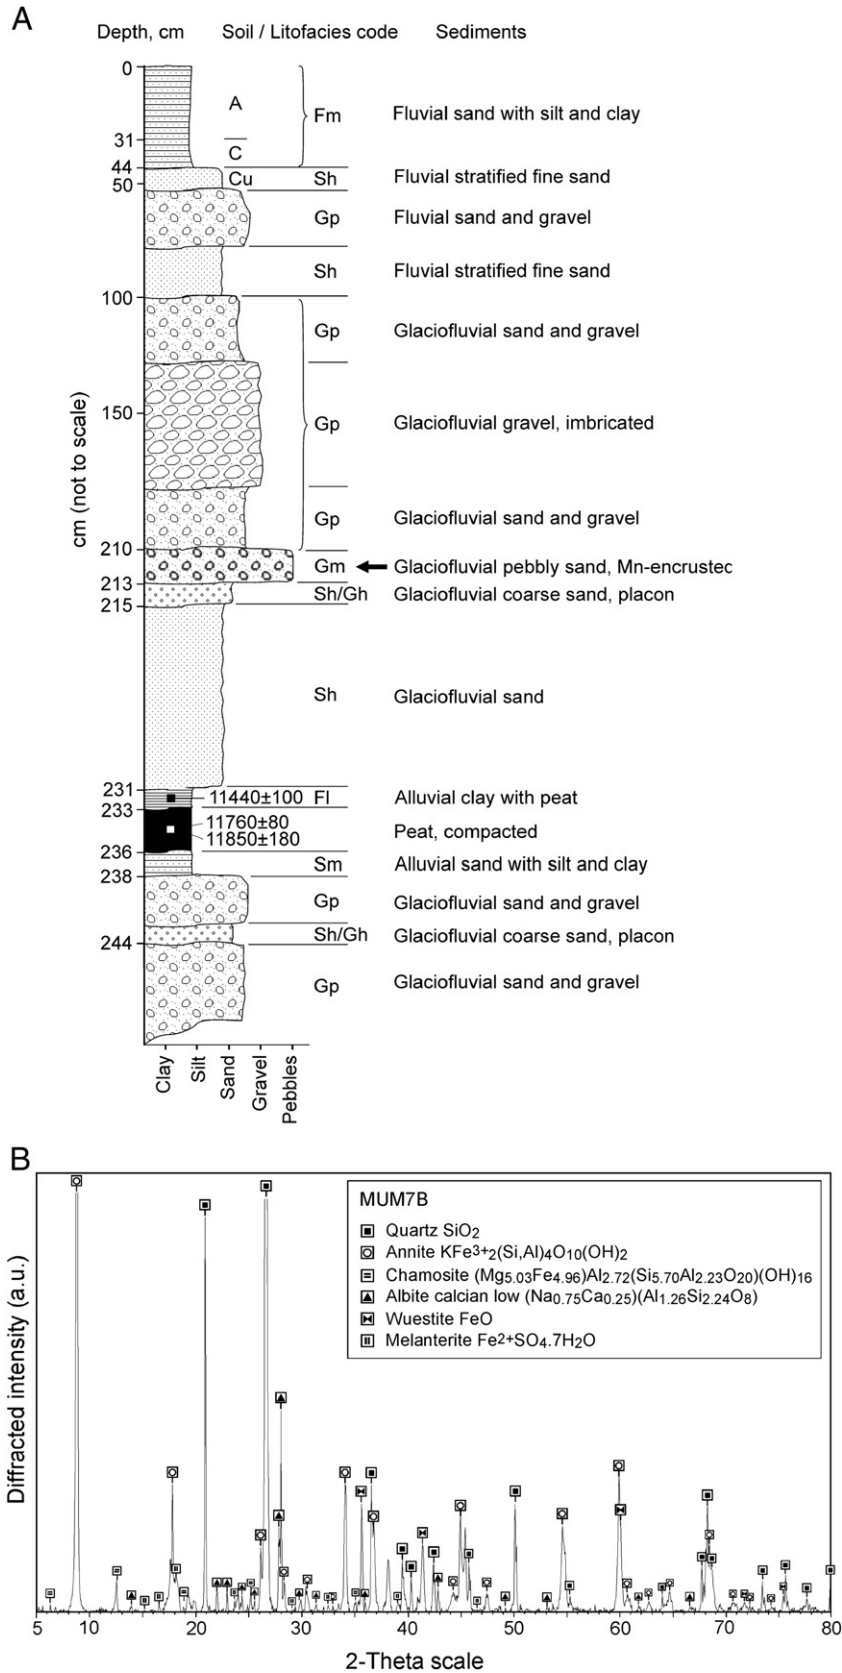 A
Depth, cm Soil / Litofacies code Sediments
0
A
Fm Fluvial sand with silt and clay
31
C
44
Cu Sh Fluvial stratified fine sand
50
Gp Fluvial sand and gravel
Sh Fluvial stratified fine sand
100
Gp Glaciofluvial sand and gravel
150
Gp Glaciofluvial gravel, imbricated
cm (not to scale)
Gp Glaciofluvial sand and gravel
210
Gm Glaciofluvial pebbly sand, Mn-encrustec
213
Sh/Gh Glaciofluvial coarse sand, placon
215
Sh Glaciofluvial sand
231
11440±100 Fl Alluvial clay with peat
233
11760±80
11850±180
Peat, compacted
236
Sm Alluvial sand with silt and clay
238
Gp Glaciofluvial sand and gravel
Sh/Gh Glaciofluvial coarse sand, placon
244
Gp Glaciofluvial sand and gravel
Clay Silt Sand Gravel Pebbles
B
MUM7B
Quartz SiO2
Annite KFe3+2(Si,Al)4O10(OH)2
Chamosite (Mg5.03Fe4.96)Al2.72(Si5.70Al2.23O20)(OH)16
Albite calcian low (Na0.75Ca0.25)(Al1.26Si2.24O8)
Wuestite FeO
Melanterite Fe2+SO4.7H2O
Diffracted intensity (a.u.)
5 10 20 30 40 50 60 70 80
2-Theta scale